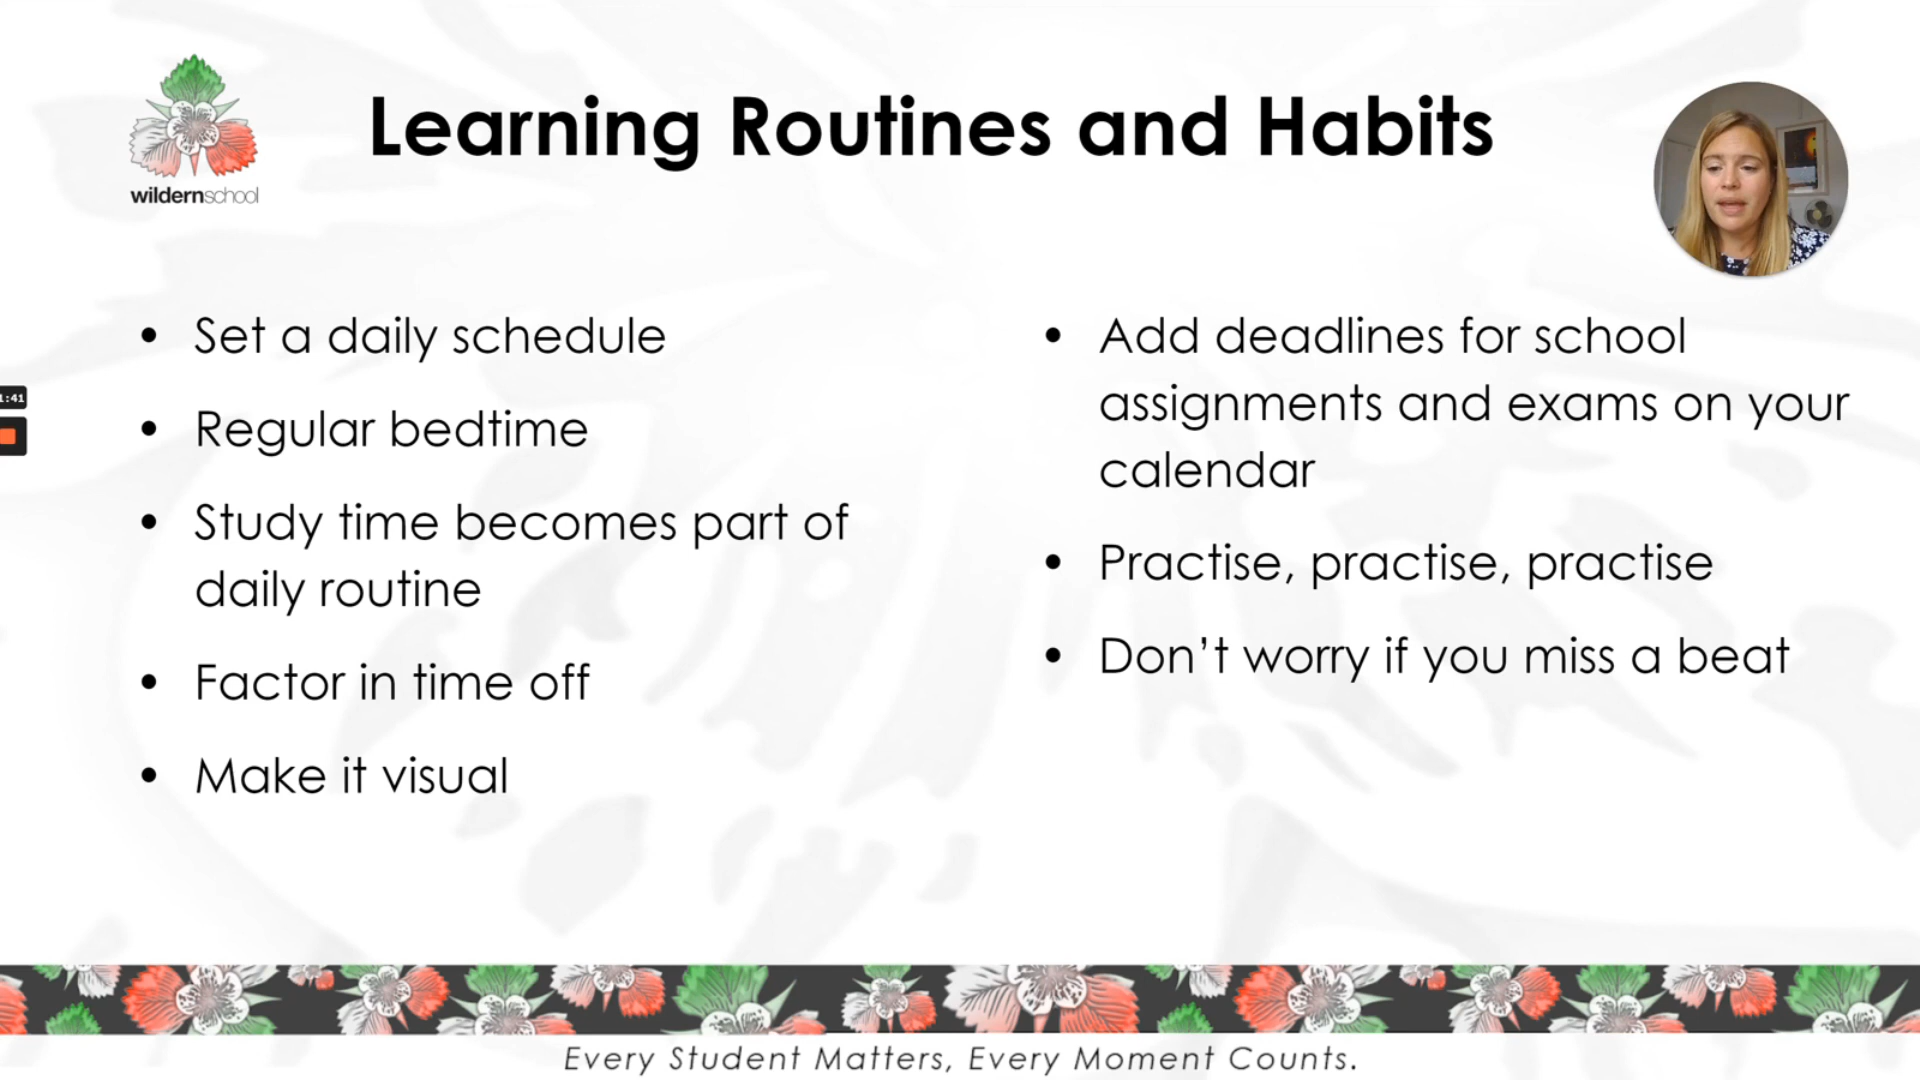 wildernschool
Learning Routines and Habits
1:41
• Set a daily schedule
• Regular bedtime
• Study time becomes part of
daily routine
• Factor in time off
• Make it visual
• Add deadlines for school
assignments and exams on your
calendar
• Practise, practise, practise
• Don’t worry if you miss a beat
Every Student Matters, Every Moment Counts.